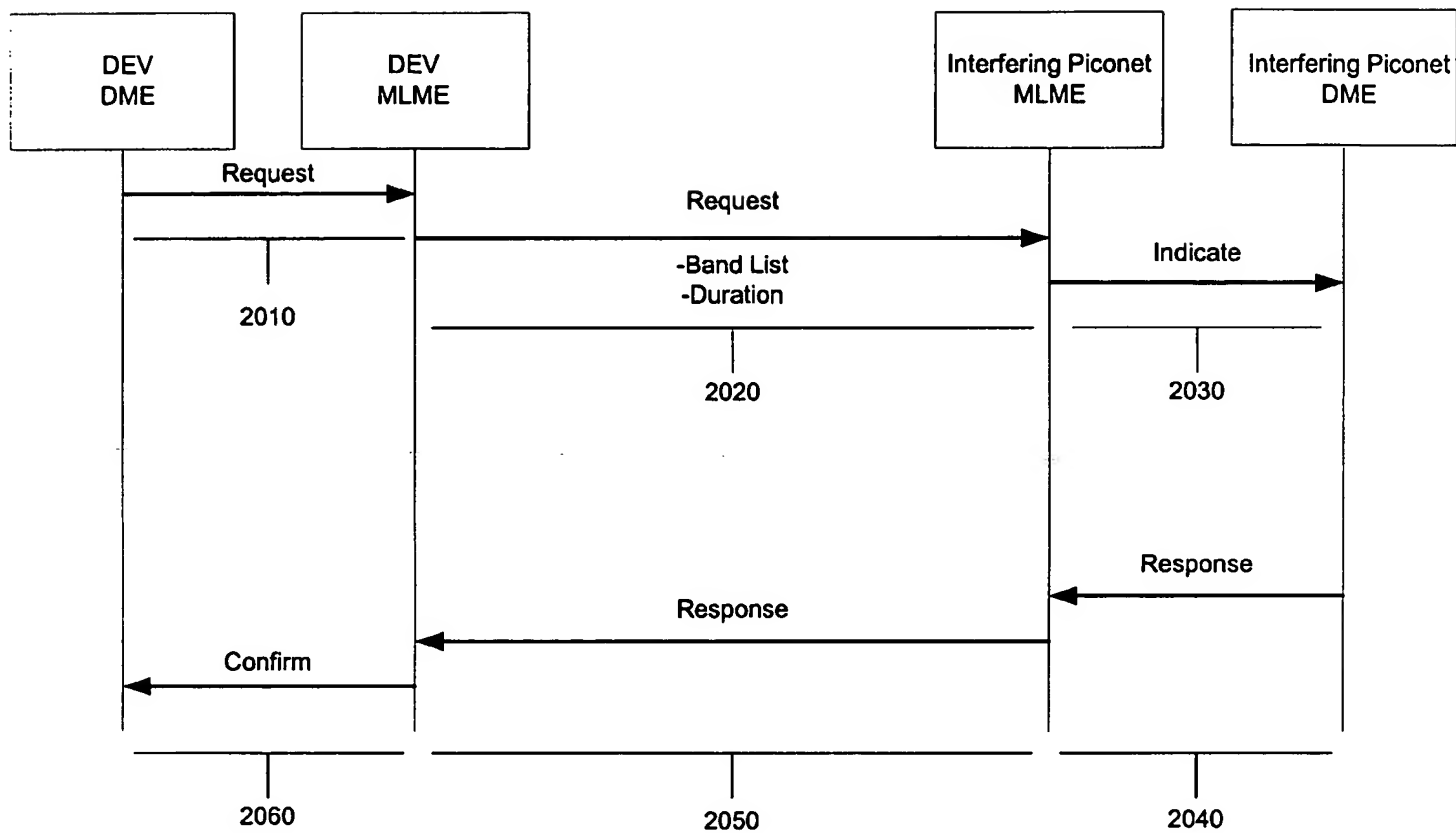 DEV
DME
DEV
MLME
Interfering Piconet
MLME
Interfering Piconet
DME
Request
Request
-Band List
-Duration
Indicate
2010
2020
2030
Response
Response
Confirm
2060
2050
2040